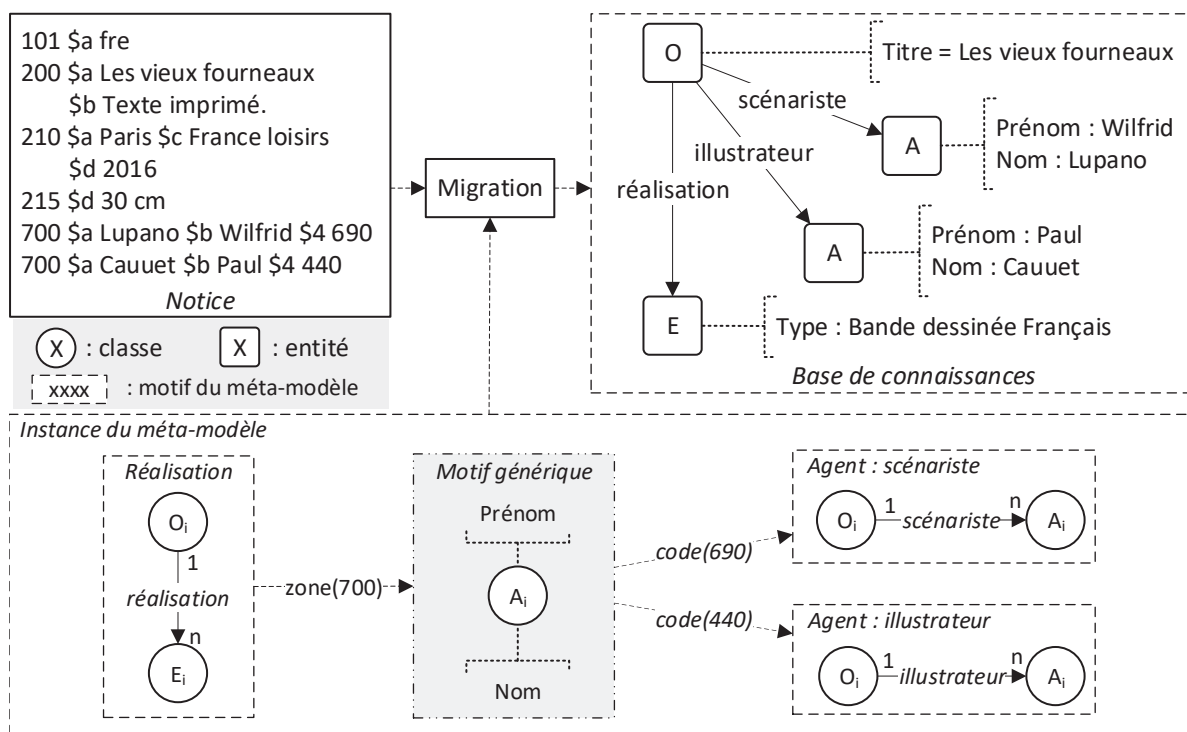 101 $a fre
200 $a Les vieux fourneaux
$b Texte imprimé.
210 $a Paris $c France loisirs
$d 2016
215 $d 30 cm
700 $a Lupano $b Wilfrid $4 690
700 $a Cauuet $b Paul $4 440
Notice
X : classe
X : entité
xxxx : motif du méta-modèle
Migration
O
Titre = Les vieux fourneaux
scénariste
A
Prénom : Wilfrid
Nom : Lupano
illustrateur
réalisation
A
Prénom : Paul
Nom : Cauuet
E
Type : Bande dessinée Français
Base de connaissances
Instance du méta-modèle
Réalisation
Oi
1
réalisation
n
Ei
zone(700)
Motif générique
Prénom
Ai
Nom
code(690)
code(440)
Agent : scénariste
Oi 1 scénariste n Ai
Agent : illustrateur
Oi 1 illustrateur n Ai